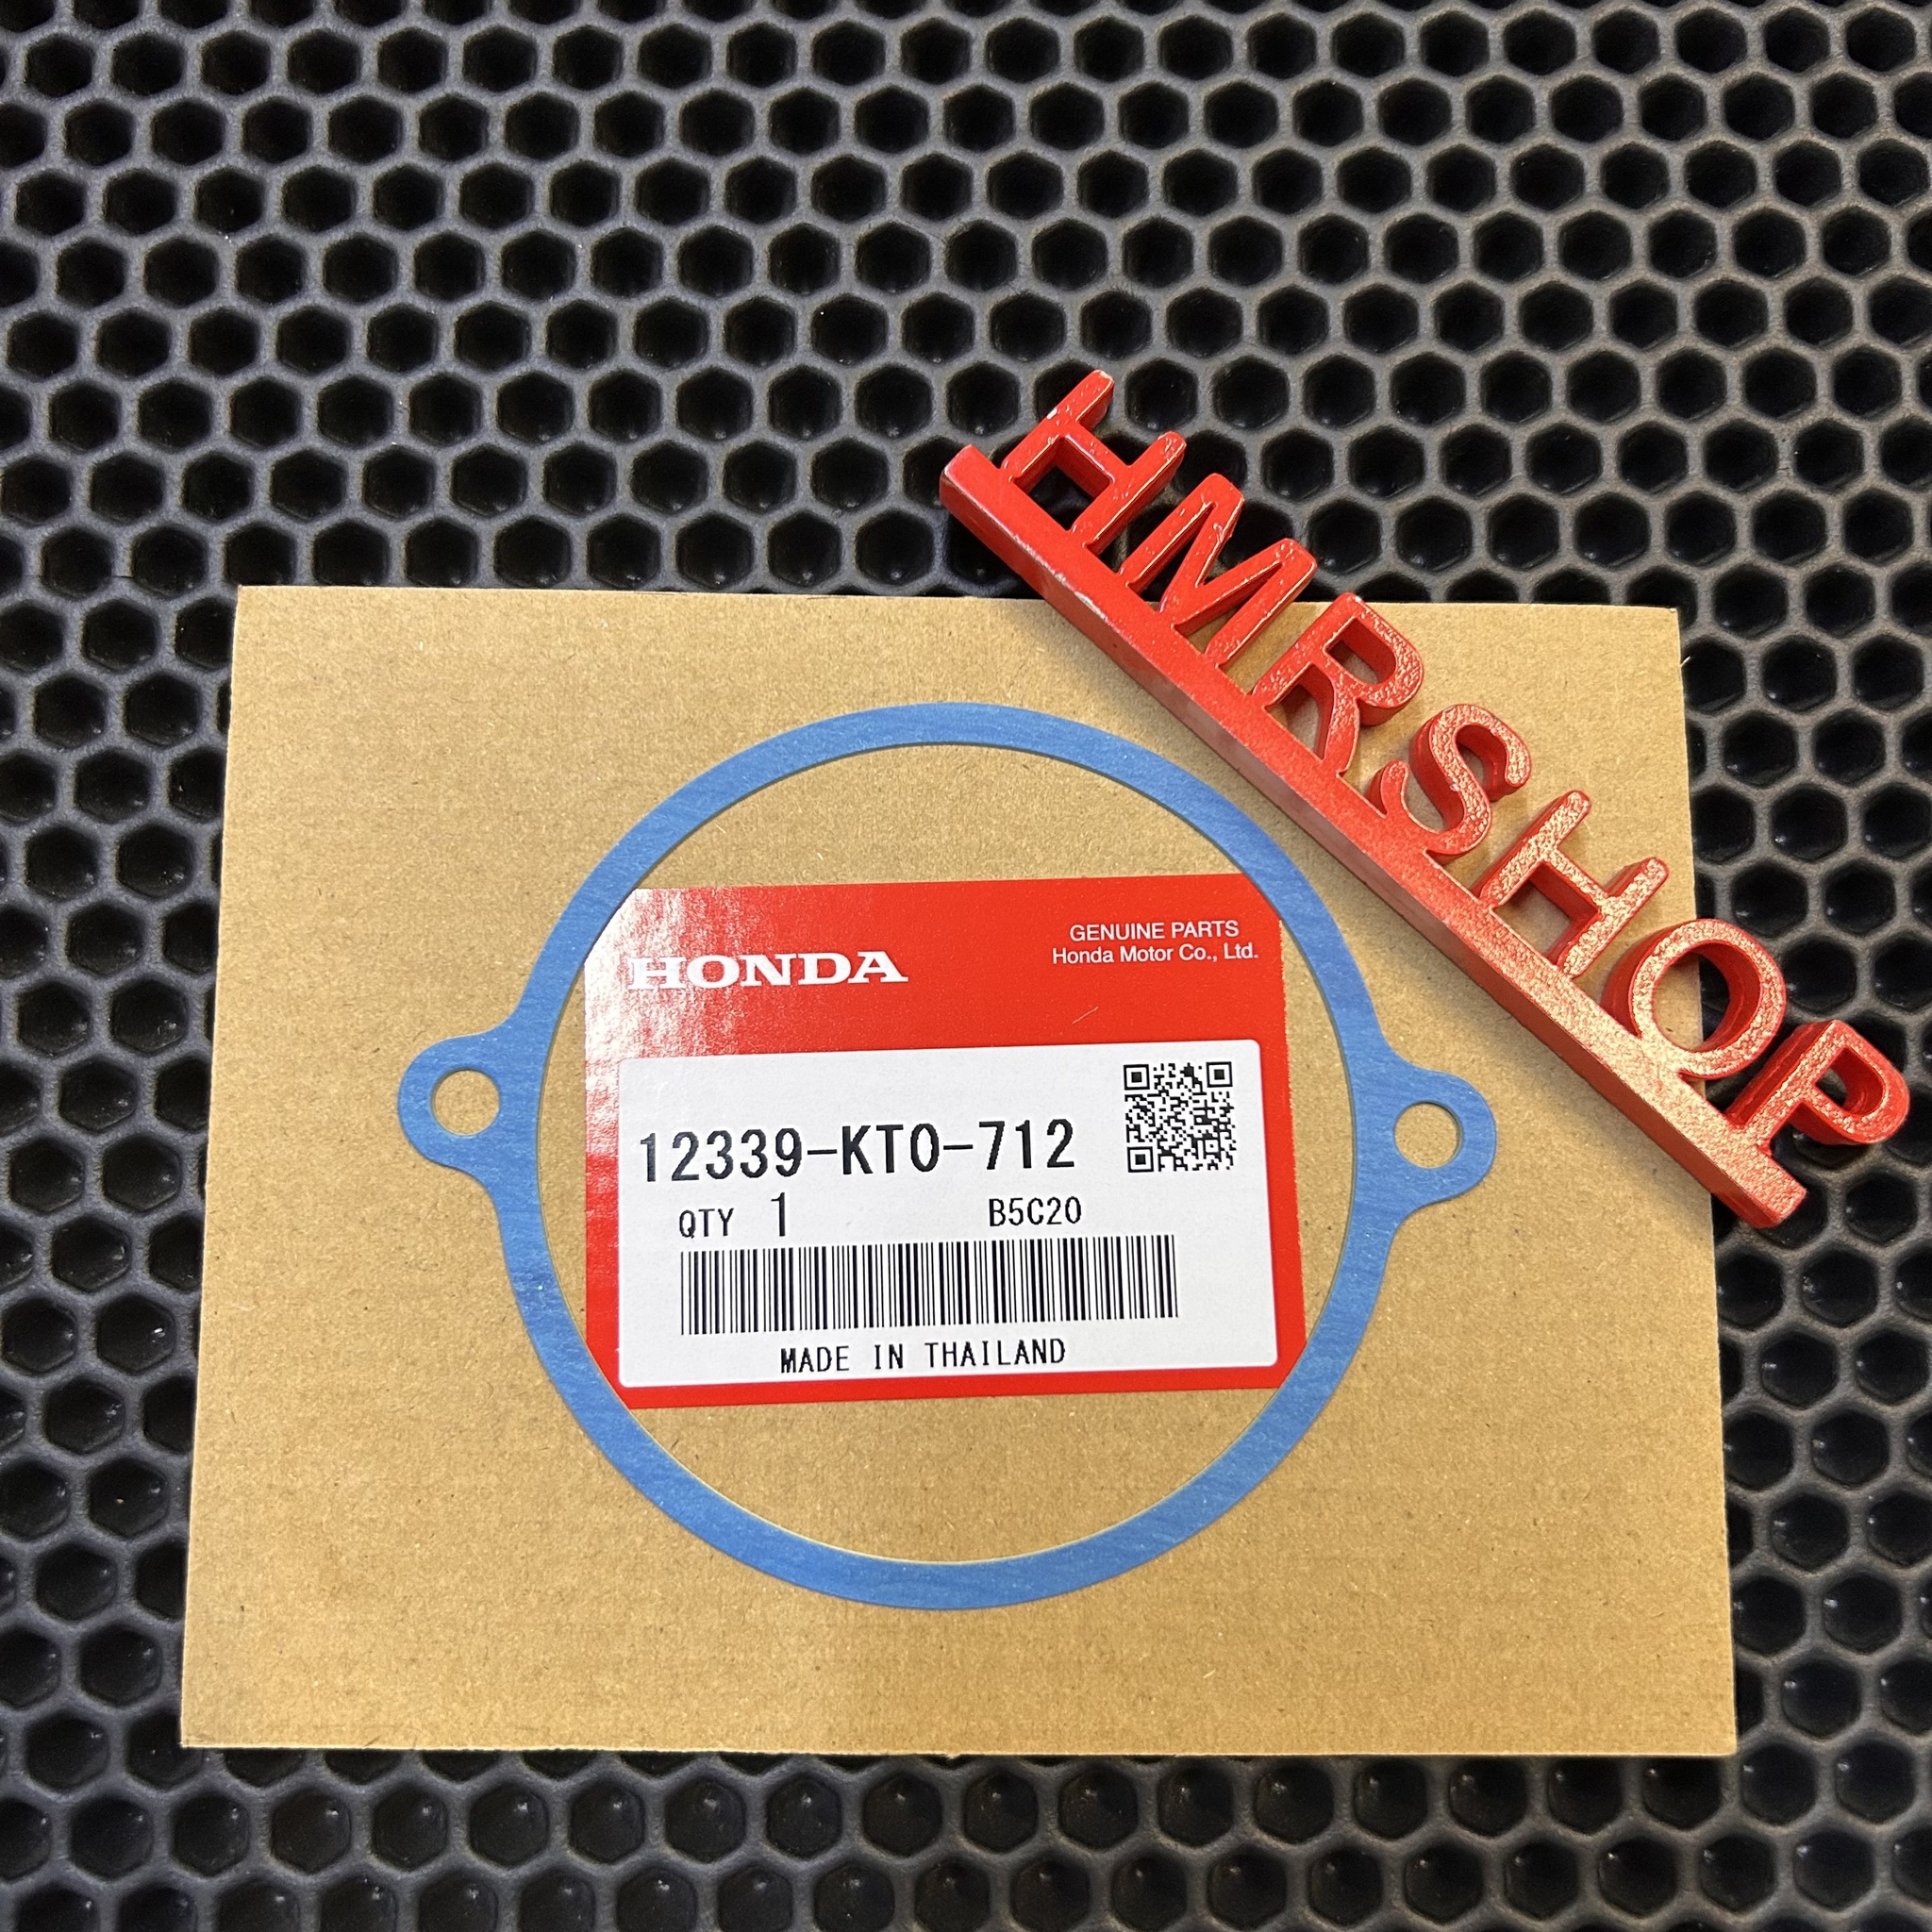 HMRSHOP
HONDA
GENUINE PARTS
Honda Motor Co., Ltd.
12339-KT0-712
QTY 1 B5C20
MADE IN THAILAND